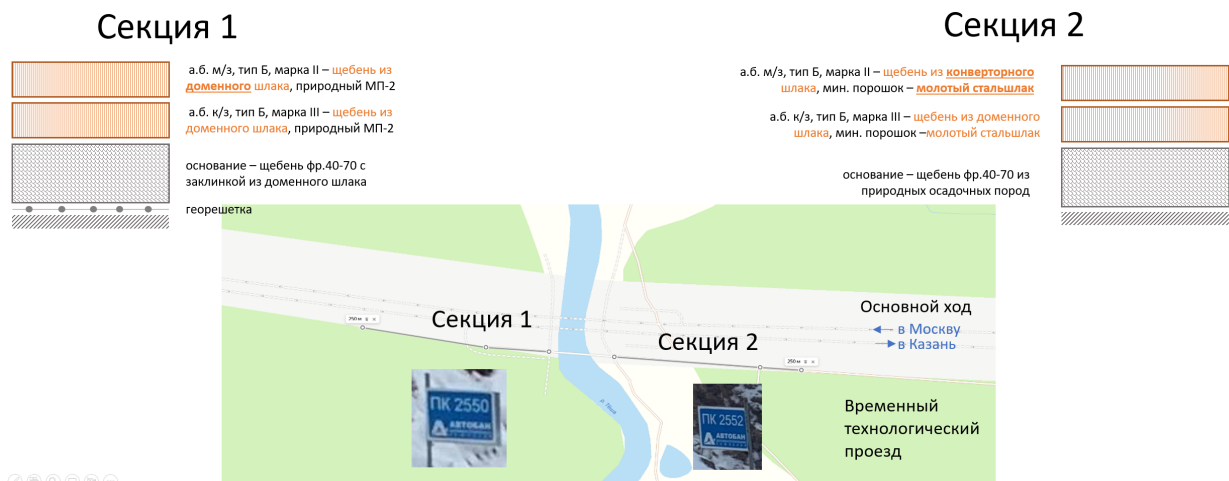 Секция 1
а.б. м/з, тип Б, марка II – щебень из
доменного шлака, природный МП-2
а.б. к/з, тип Б, марка III – щебень из
доменного шлака, природный МП-2
основание – щебень фр.40-70 с
заклинкой из доменного шлака
георешетка
Секция 2
а.б. м/з, тип Б, марка II – щебень из конверторного
шлака, мин. порошок – молотый стальшлак
а.б. к/з, тип Б, марка III – щебень из доменного
шлака, мин. порошок –молотый стальшлак
основание – щебень фр.40-70 из
природных осадочных пород
Основной ход
в Москву
в Казань
250 м
Секция 1
Секция 2
250 м
ПК 2550
АВТОБАН
ПК 2552
АВТОБАН
р. Тёша
Временный
технологический
проезд